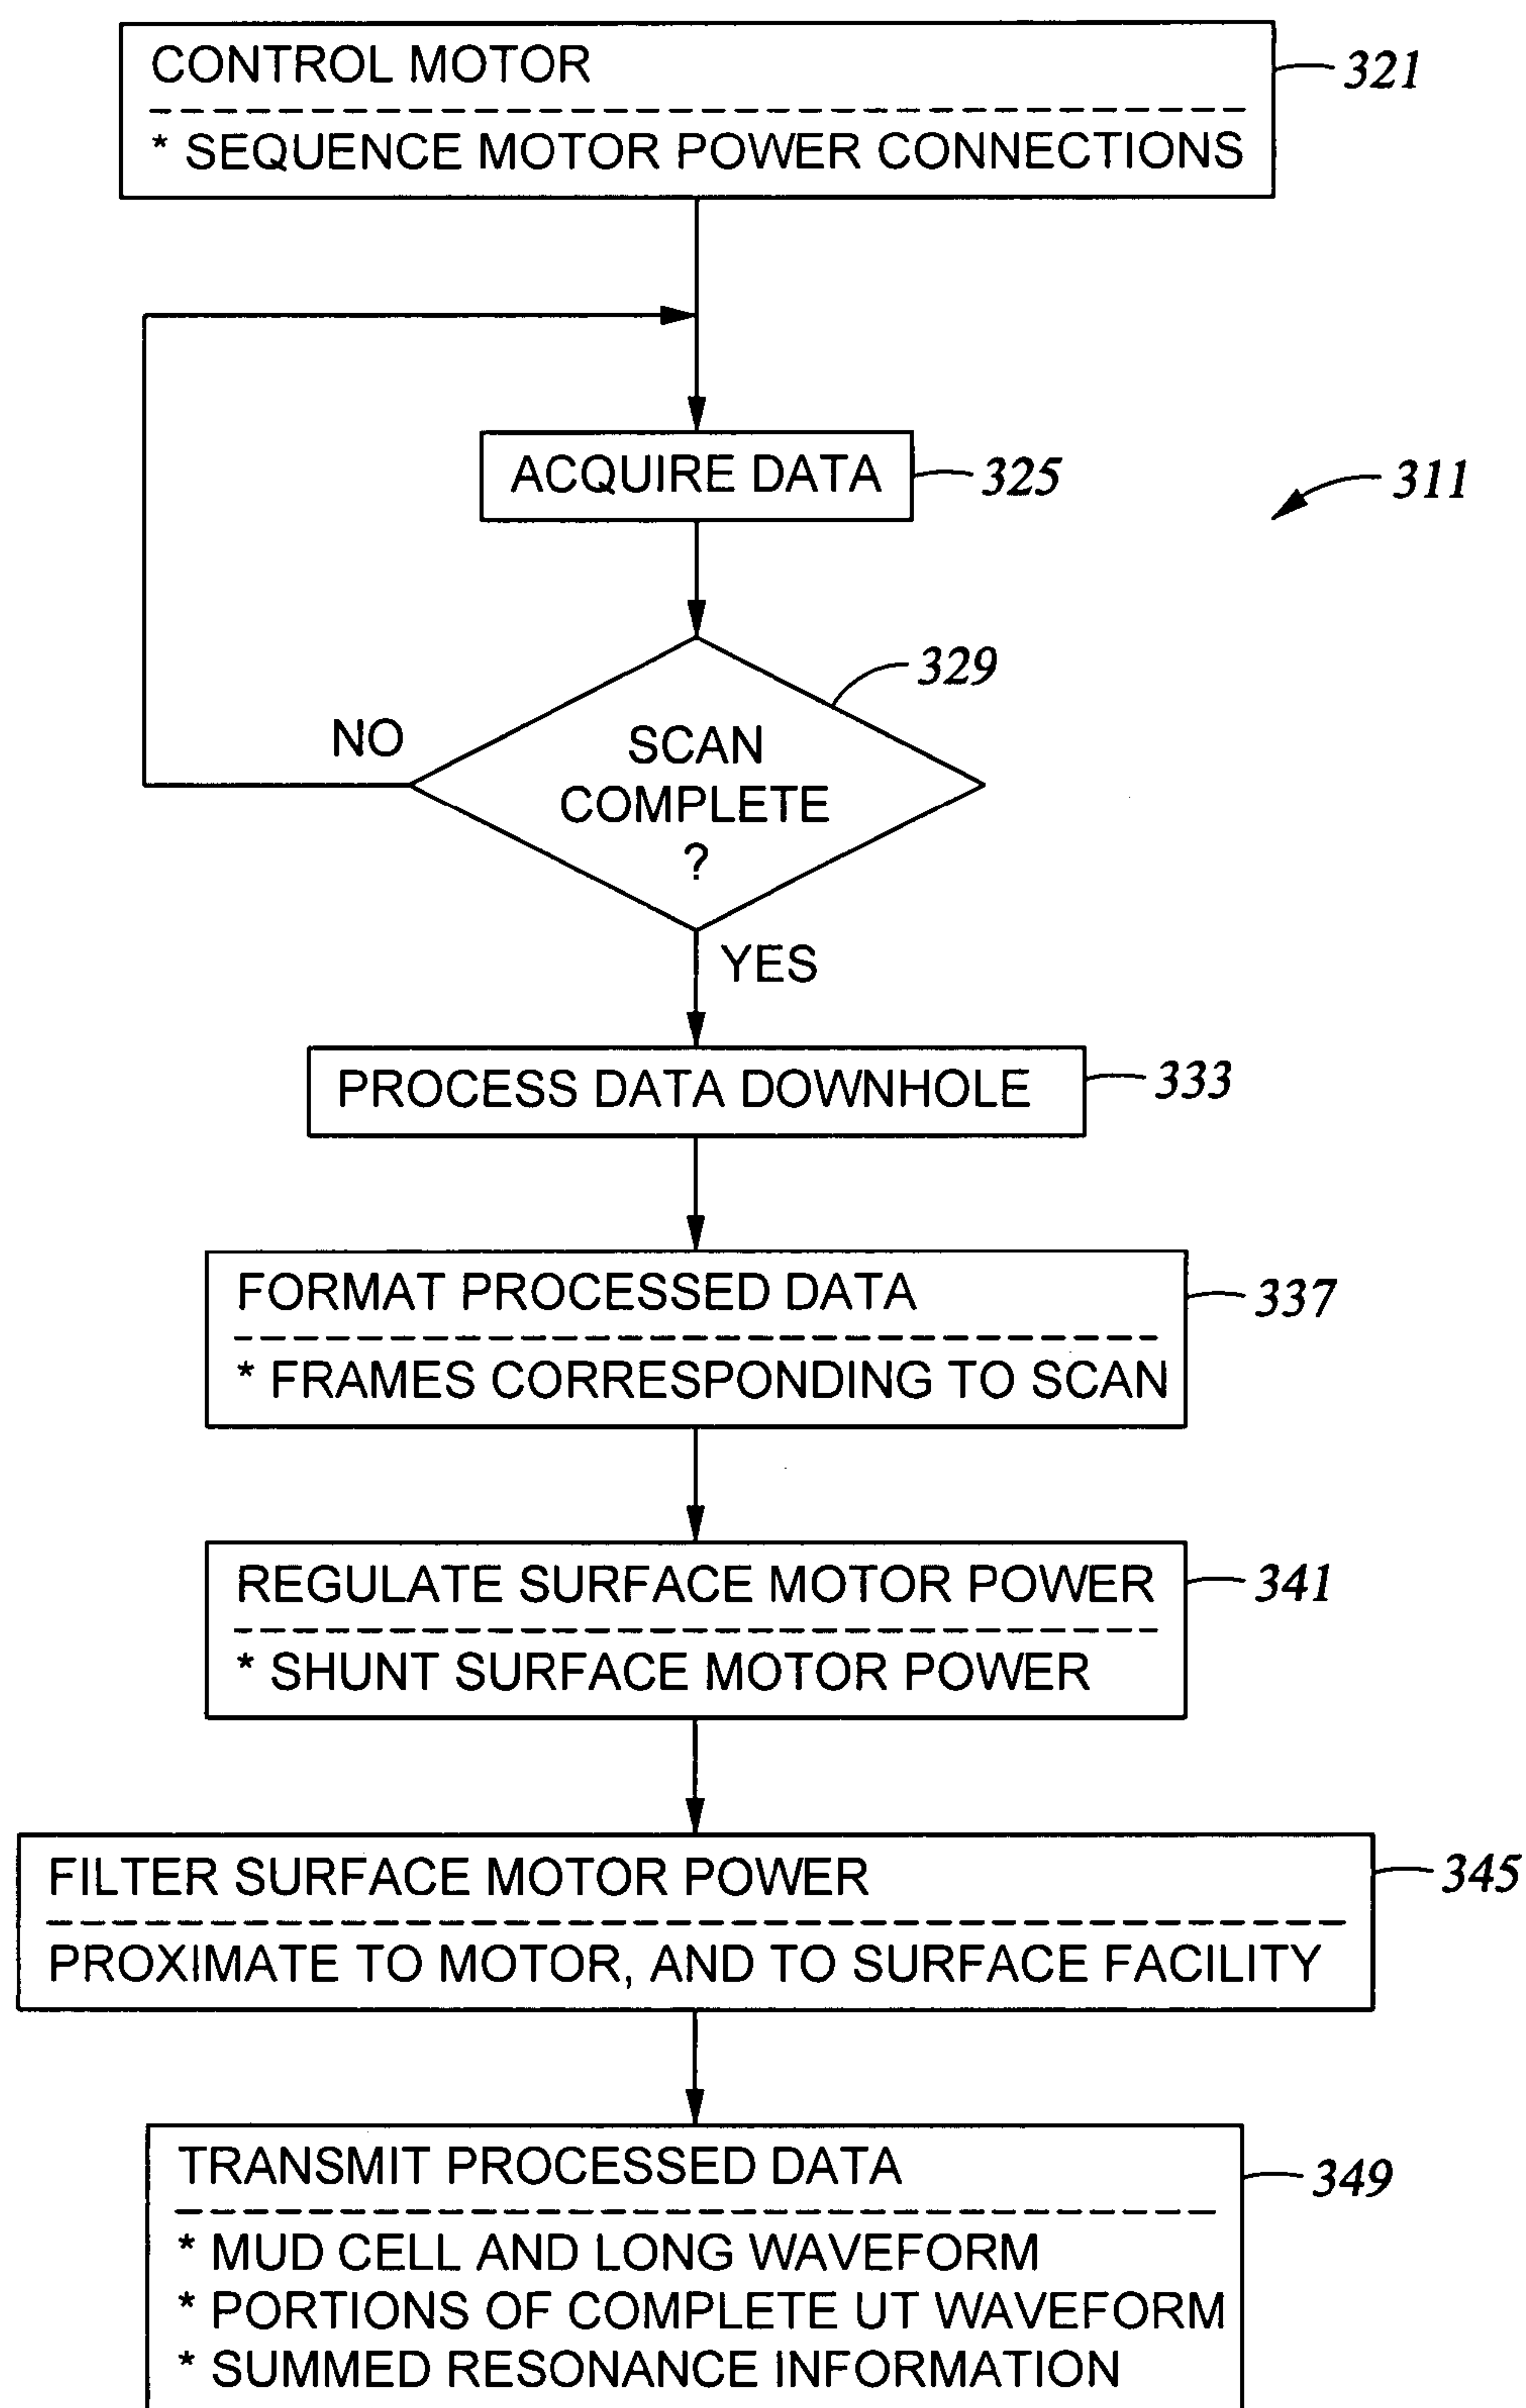 CONTROL MOTOR
* SEQUENCE MOTOR POWER CONNECTIONS
321
ACQUIRE DATA
325
311
329
SCAN
COMPLETE
?
NO
YES
PROCESS DATA DOWNHOLE
333
FORMAT PROCESSED DATA
* FRAMES CORRESPONDING TO SCAN
337
REGULATE SURFACE MOTOR POWER
* SHUNT SURFACE MOTOR POWER
341
FILTER SURFACE MOTOR POWER
PROXIMATE TO MOTOR, AND TO SURFACE FACILITY
345
TRANSMIT PROCESSED DATA
* MUD CELL AND LONG WAVEFORM
* PORTIONS OF COMPLETE UT WAVEFORM
* SUMMED RESONANCE INFORMATION
349